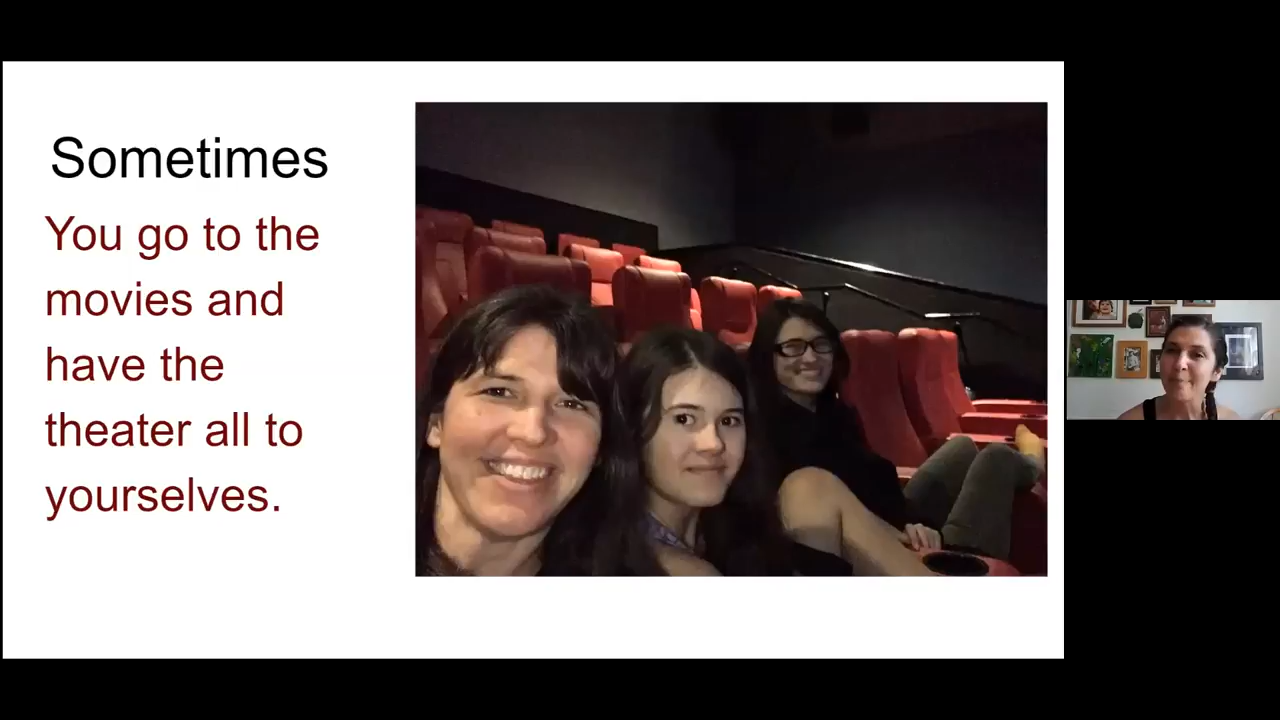 Sometimes
You go to the
movies and
have the
theater all to
yourselves.